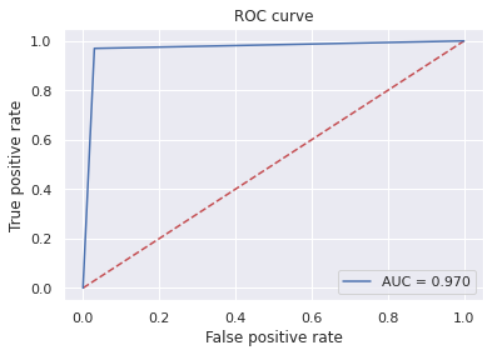 ROC curve
True positive rate
1.0
0.8
0.6
0.4
0.2
0.0
AUC = 0.970
0.0 0.2 0.4 0.6 0.8 1.0
False positive rate